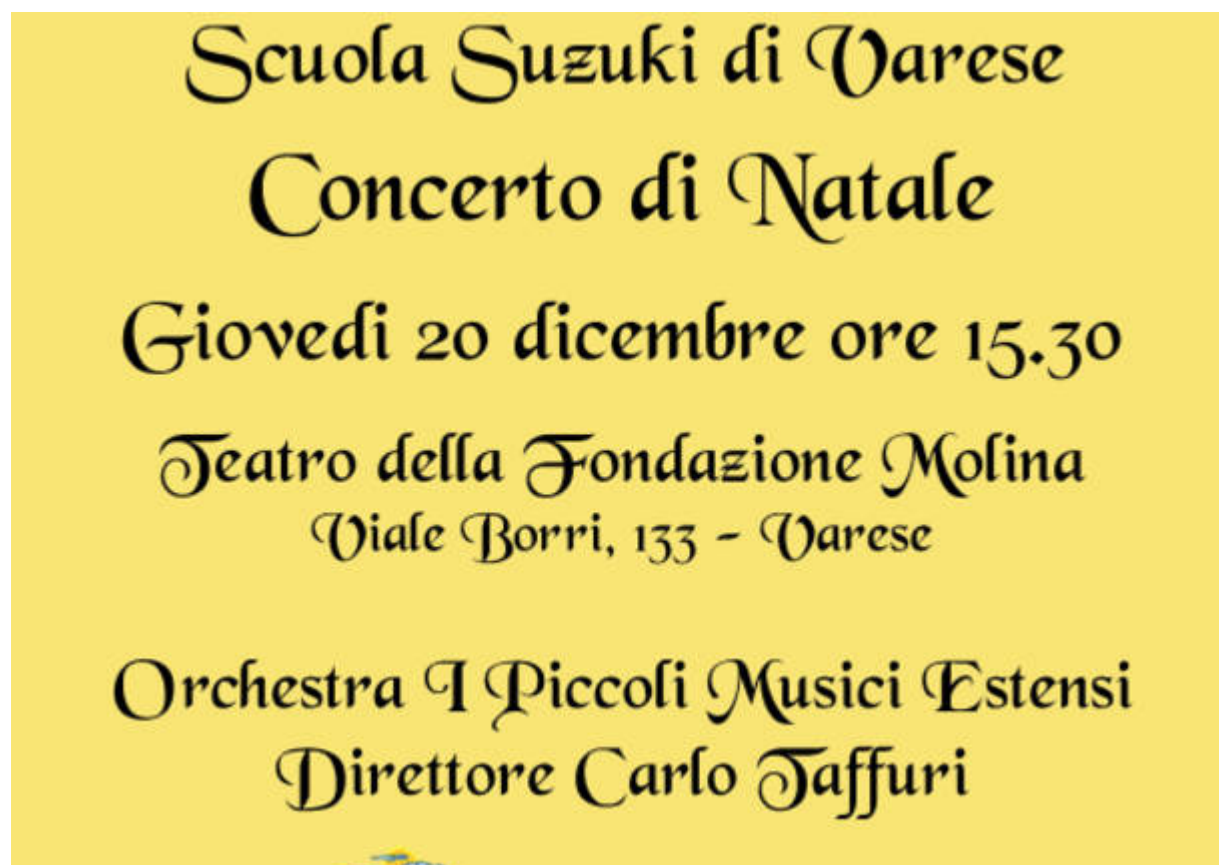 Scuola Suzuki di Varese
Concerto di Natale
Giovedi 20 dicembre ore 15.30
Teatro della Fondazione Molina
Viale Borri, 133 - Varese
Orchestra I Piccoli Musici Estensi
Direttore Carlo Taffuri